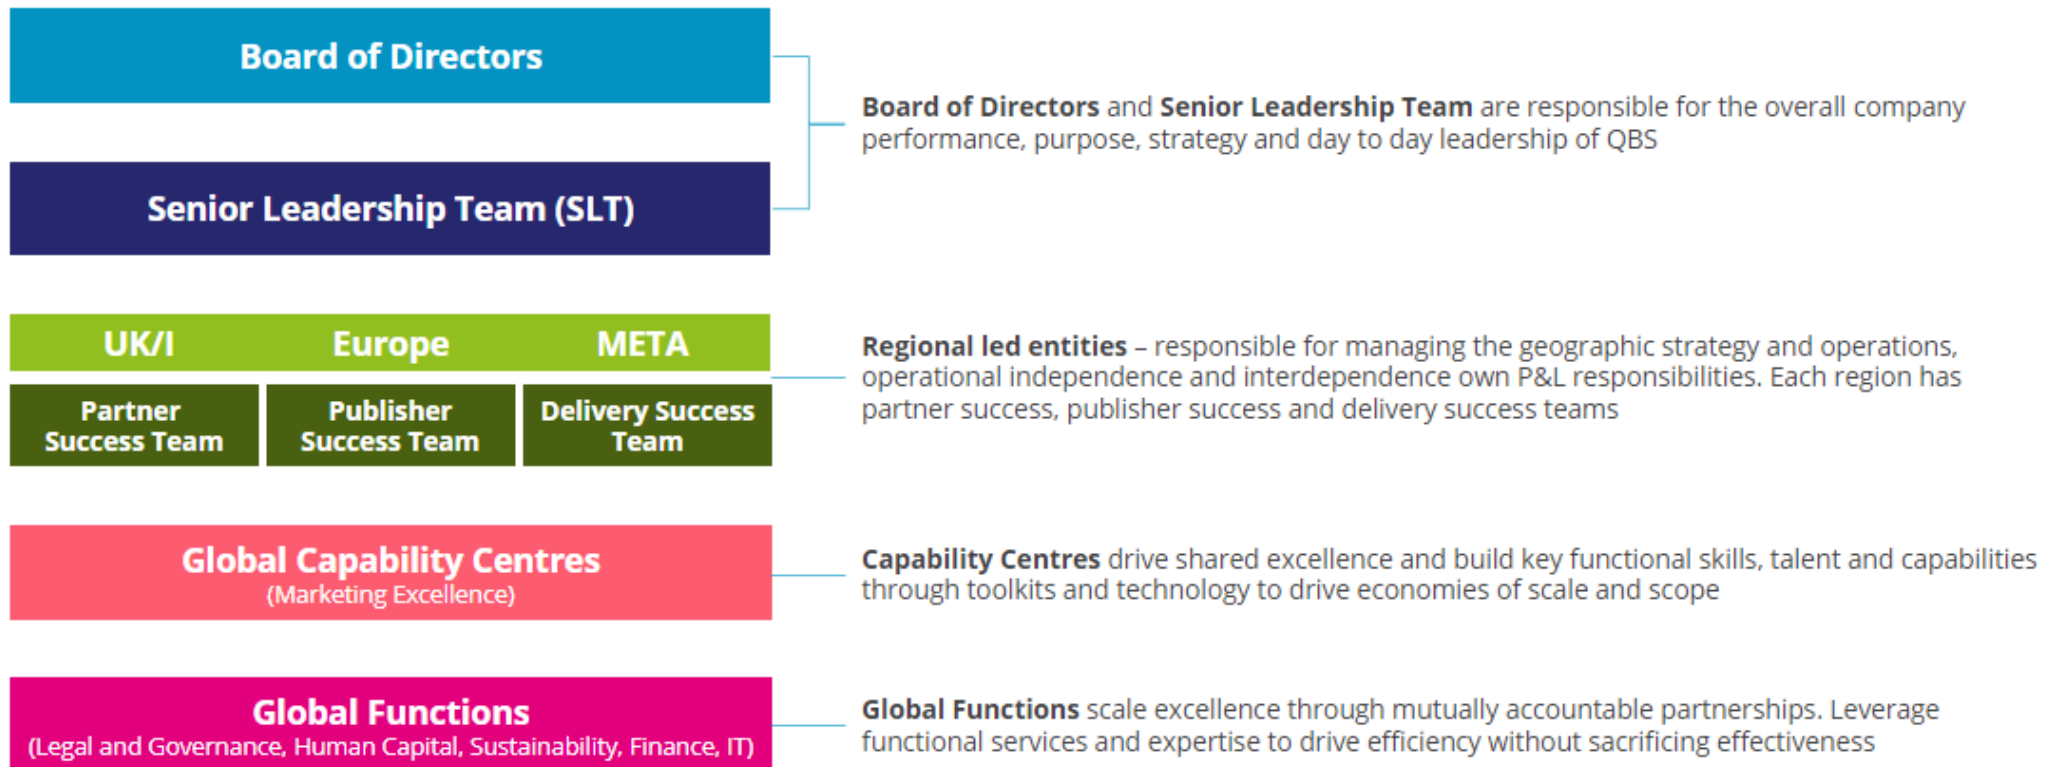 Board of Directors
Board of Directors and Senior Leadership Team are responsible for the overall company
performance, purpose, strategy and day to day leadership of QBS
Senior Leadership Team (SLT)
UK/I Europe META
Partner
Success Team
Publisher
Success Team
Delivery Success
Team
Regional led entities – responsible for managing the geographic strategy and operations,
operational independence and interdependence own P&L responsibilities. Each region has
partner success, publisher success and delivery success teams
Global Capability Centres
(Marketing Excellence)
Capability Centres drive shared excellence and build key functional skills, talent and capabilities
through toolkits and technology to drive economies of scale and scope
Global Functions
(Legal and Governance, Human Capital, Sustainability, Finance, IT)
Global Functions scale excellence through mutually accountable partnerships. Leverage
functional services and expertise to drive efficiency without sacrificing effectiveness